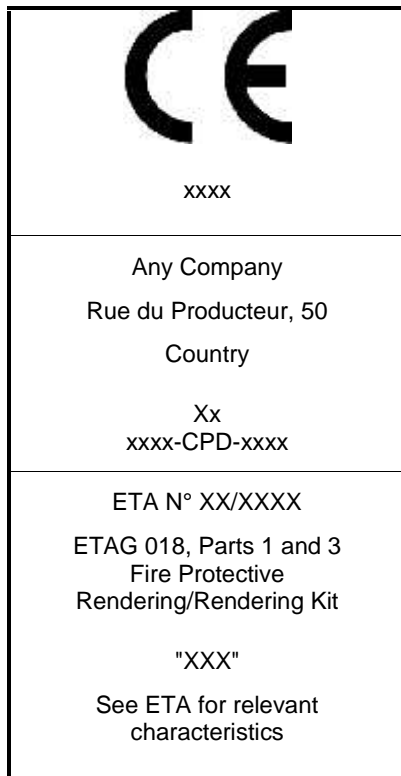 CE
xxxx
Any Company
Rue du Producteur, 50
Country
Xx
xxxx-CPD-xxxx
ETA N° XX/XXXX
ETAG 018, Parts 1 and 3
Fire Protective
Rendering/Rendering Kit
"XXX"
See ETA for relevant
characteristics